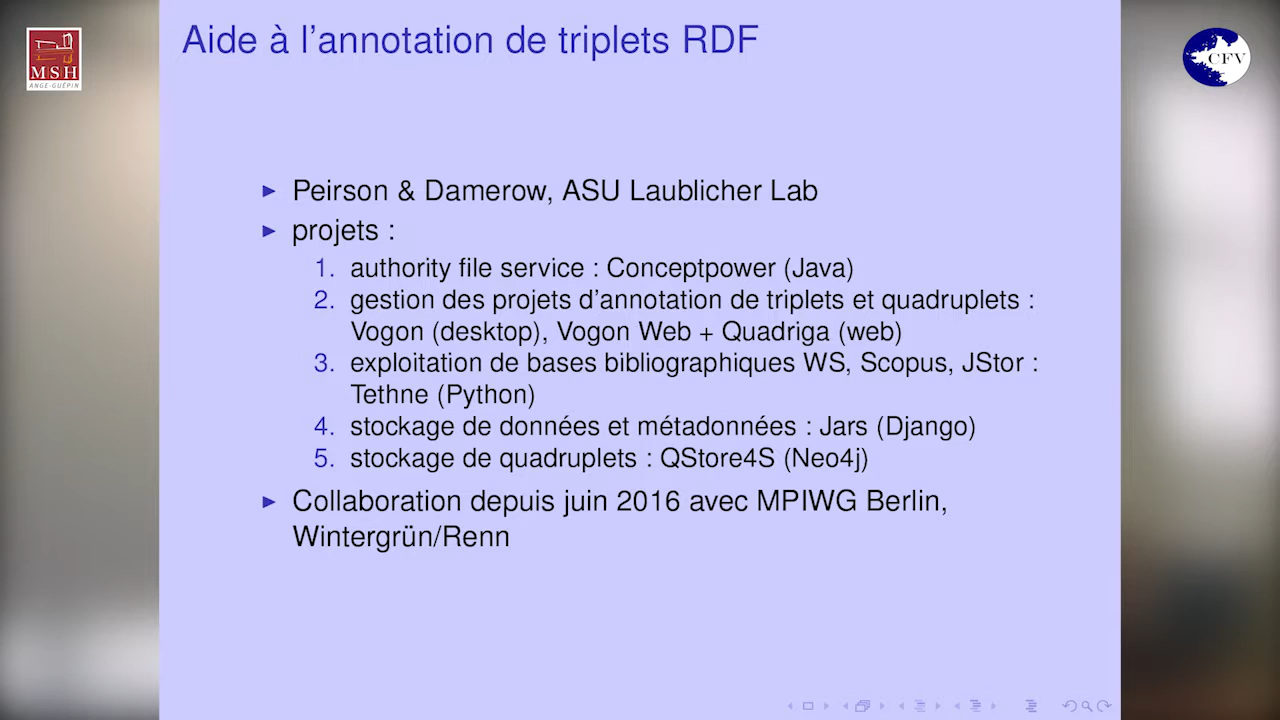 Aide à l'annotation de triplets RDF
MSH
ANGE-GUÉPIN
CFV
▶ Peirson & Damerow, ASU Laublicher Lab
▶ projets :
1. authority file service : Conceptpower (Java)
2. gestion des projets d'annotation de triplets et quadruplets :
Vogon (desktop), Vogon Web + Quadriga (web)
3. exploitation de bases bibliographiques WS, Scopus, JStor :
Tethne (Python)
4. stockage de données et métadonnées : Jars (Django)
5. stockage de quadruplets : QStore4S (Neo4j)
▶ Collaboration depuis juin 2016 avec MPIWG Berlin,
Wintergrün/Renn